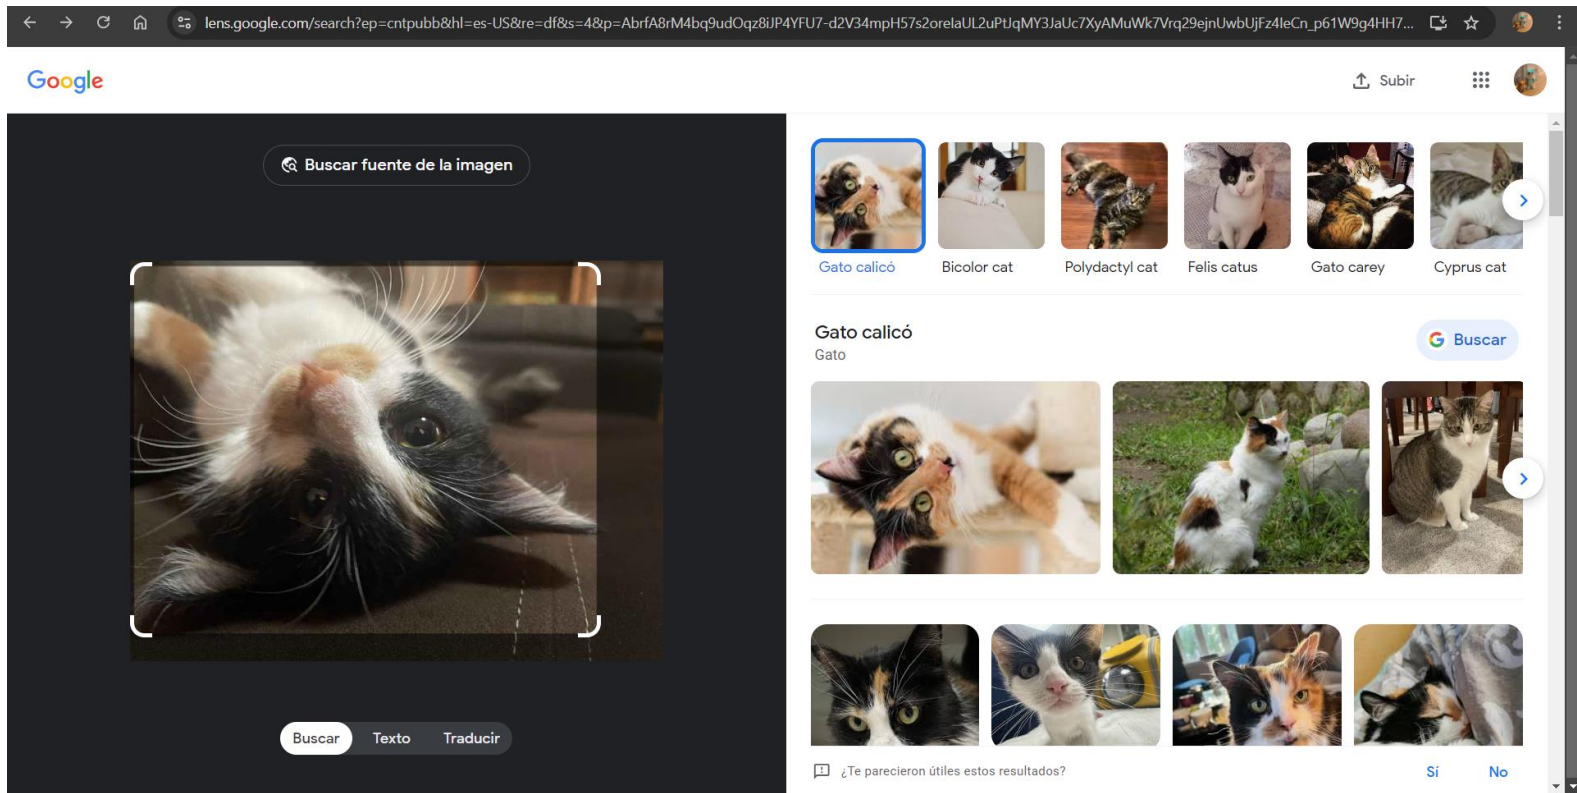 lens.google.com/search?ep=cntpubb&hl=es-US&re=df&s=4&p=AbrfA8rM4bq9udOqz8iJP4YFU7-d2V34mpH57s2orelaUL2uPtJqMY3JaUc7XyAMuWk7Vrq29ejnUwbUjFz4IeCn_p61W9g4HH7...
Google
Subir
Buscar fuente de la imagen
Gato calicó
Bicolor cat
Polydactyl cat
Felis catus
Gato carey
Cyprus cat
Gato calicó
Gato
Buscar
Buscar
Texto
Traducir
¿Te parecieron útiles estos resultados?
Sí
No